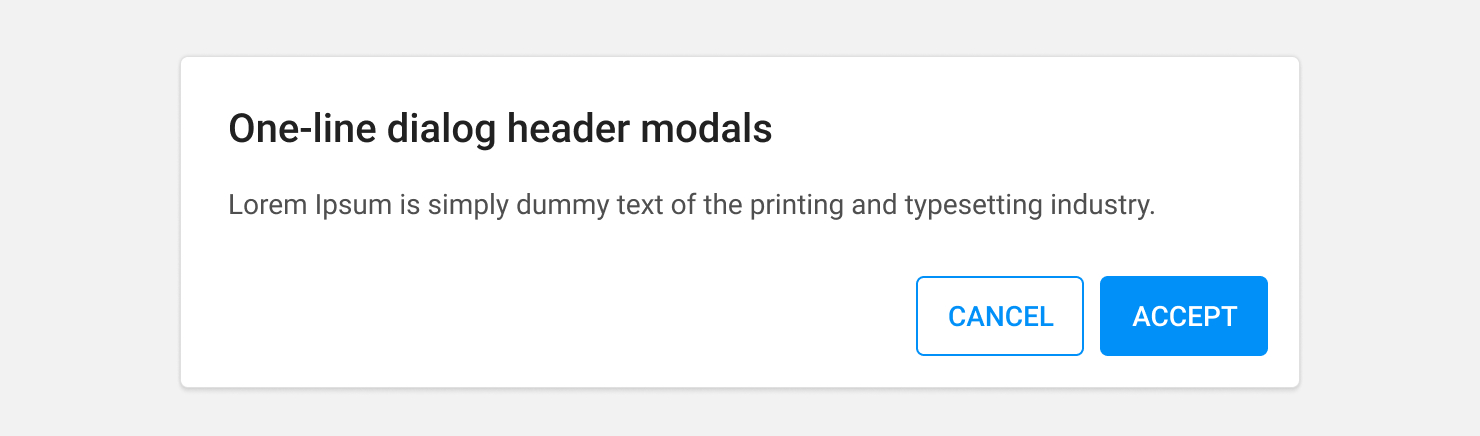 One-line dialog header modals
Lorem Ipsum is simply dummy text of the printing and typesetting industry.
CANCEL
ACCEPT